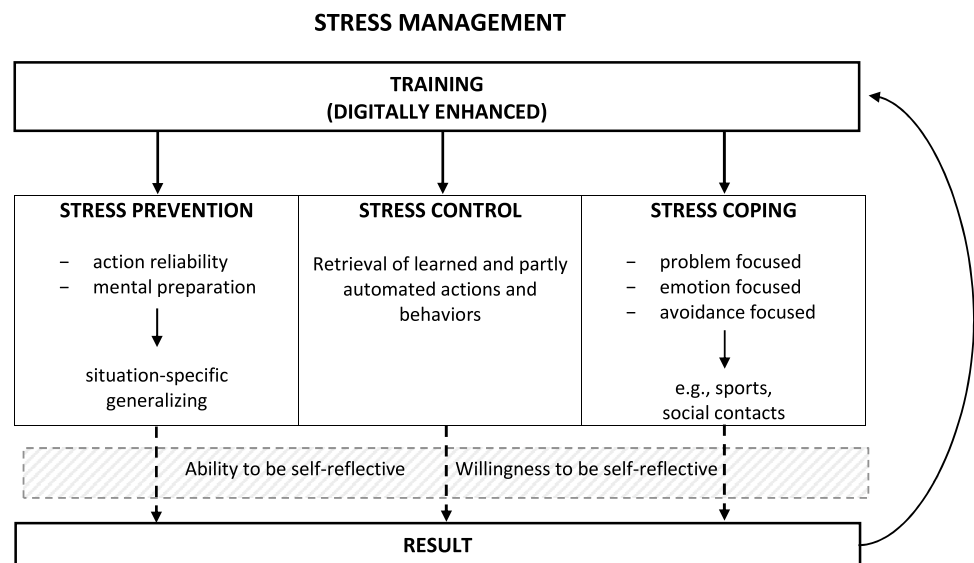 STRESS MANAGEMENT
TRAINING
(DIGITALLY ENHANCED)
STRESS PREVENTION
− action reliability
− mental preparation
situation-specific
generalizing
STRESS CONTROL
Retrieval of learned and partly
automated actions and
behaviors
STRESS COPING
− problem focused
− emotion focused
− avoidance focused
e.g., sports,
social contacts
Ability to be self-reflective
Willingness to be self-reflective
RESULT